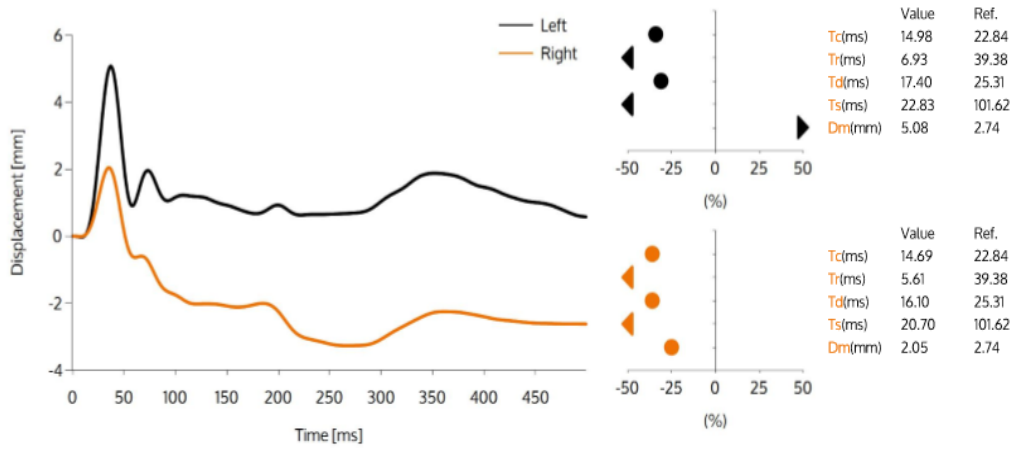 Left
Right
Displacement [mm]
6
4
2
0
-2
-4
0 50 100 150 200 250 300 350 400 450
Time [ms]
Value Ref.
Tc(ms) 14.98 22.84
Tr(ms) 6.93 39.38
Td(ms) 17.40 25.31
Ts(ms) 22.83 101.62
Dm(mm) 5.08 2.74
-50 -25 0 25 50
(%)
Value Ref.
Tc(ms) 14.69 22.84
Tr(ms) 5.61 39.38
Td(ms) 16.10 25.31
Ts(ms) 20.70 101.62
Dm(mm) 2.05 2.74
-50 -25 0 25 50
(%)